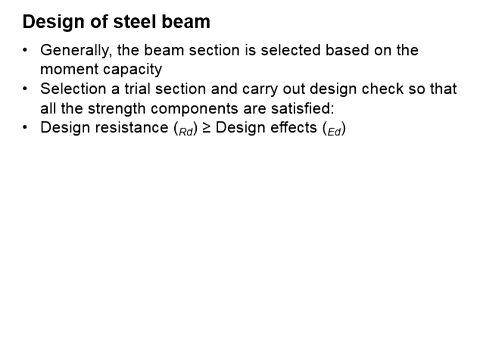 Design of steel beam
• Generally, the beam section is selected based on the
moment capacity
• Selection a trial section and carry out design check so that
all the strength components are satisfied:
• Design resistance (Rd) ≥ Design effects (Ed)